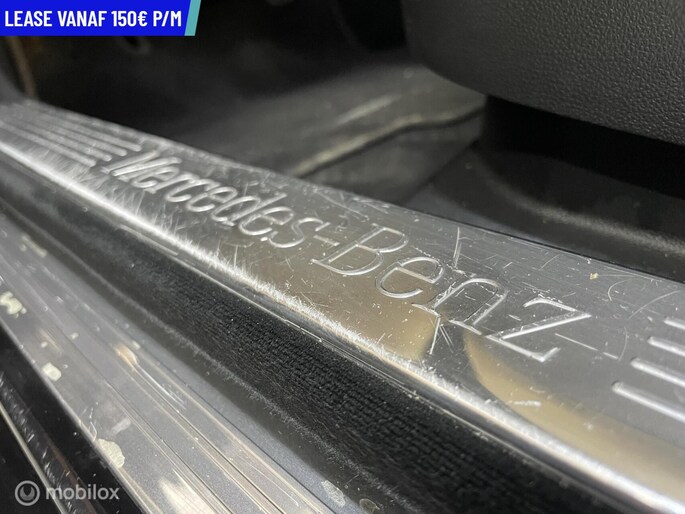 LEASE VANAF 150€ P/M
Mercedes-Benz
mobilox